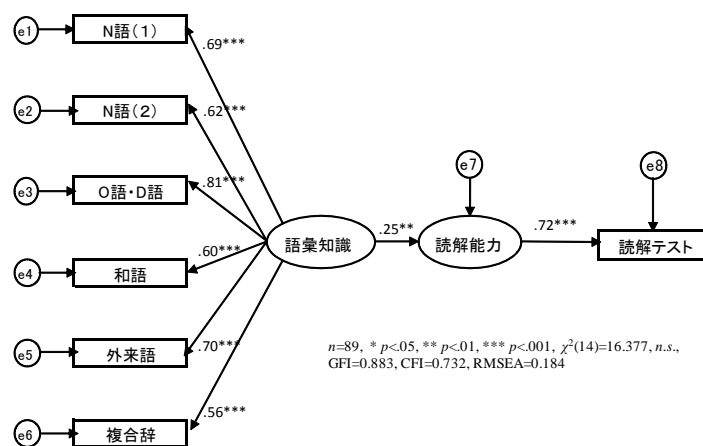 e1
N語(1)
.69***
e2
N語(2)
.62***
e3
O語・D語
.81***
e4
和語
.60***
e5
外来語
.70***
e6
複合辞
.56***
語彙知識
.25**
e7
読解能力
.72***
e8
読解テスト
n=89, * p<.05, ** p<.01, *** p<.001, χ²(14)=16.377, n.s.,
GFI=0.883, CFI=0.732, RMSEA=0.184